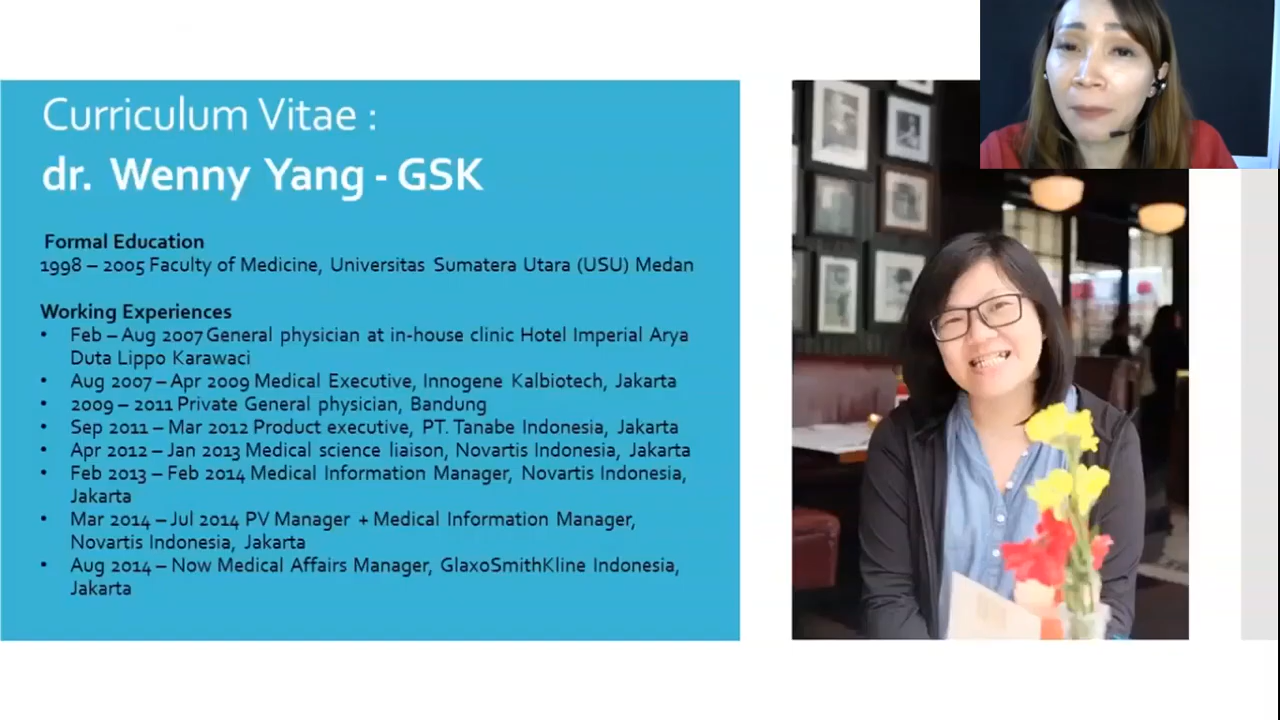 Curriculum Vitae :
dr. Wenny Yang - GSK
Formal Education
1998 – 2005 Faculty of Medicine, Universitas Sumatera Utara (USU) Medan
Working Experiences
• Feb – Aug 2007 General physician at in-house clinic Hotel Imperial Arya
Duta Lippo Karawaci
• Aug 2007 – Apr 2009 Medical Executive, Innogene Kalbiotech, Jakarta
• 2009 – 2011 Private General physician, Bandung
• Sep 2011 – Mar 2012 Product executive, PT. Tanabe Indonesia, Jakarta
• Apr 2012 – Jan 2013 Medical science liaison, Novartis Indonesia, Jakarta
• Feb 2013 – Feb 2014 Medical Information Manager, Novartis Indonesia,
Jakarta
• Mar 2014 – Jul 2014 PV Manager + Medical Information Manager,
Novartis Indonesia, Jakarta
• Aug 2014 – Now Medical Affairs Manager, GlaxoSmithKline Indonesia,
Jakarta